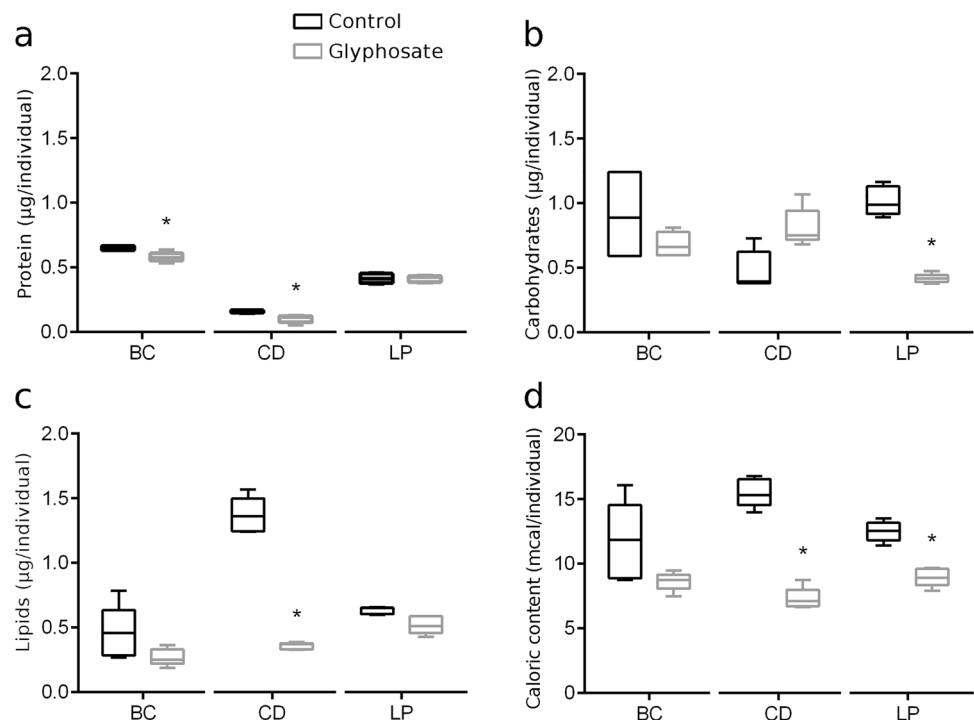 a
Control
Glyphosate
b
Protein (µg/individual)
2.0
1.5
1.0
0.5
0.0
*
*
BC
CD
LP
Carbohydrates (µg/individual)
2.0
1.5
1.0
0.5
0.0
*
BC
CD
LP
c
Lipids (µg/individual)
2.0
1.5
1.0
0.5
0.0
*
BC
CD
LP
d
Caloric content (mcal/individual)
20
15
10
5
0
*
*
BC
CD
LP